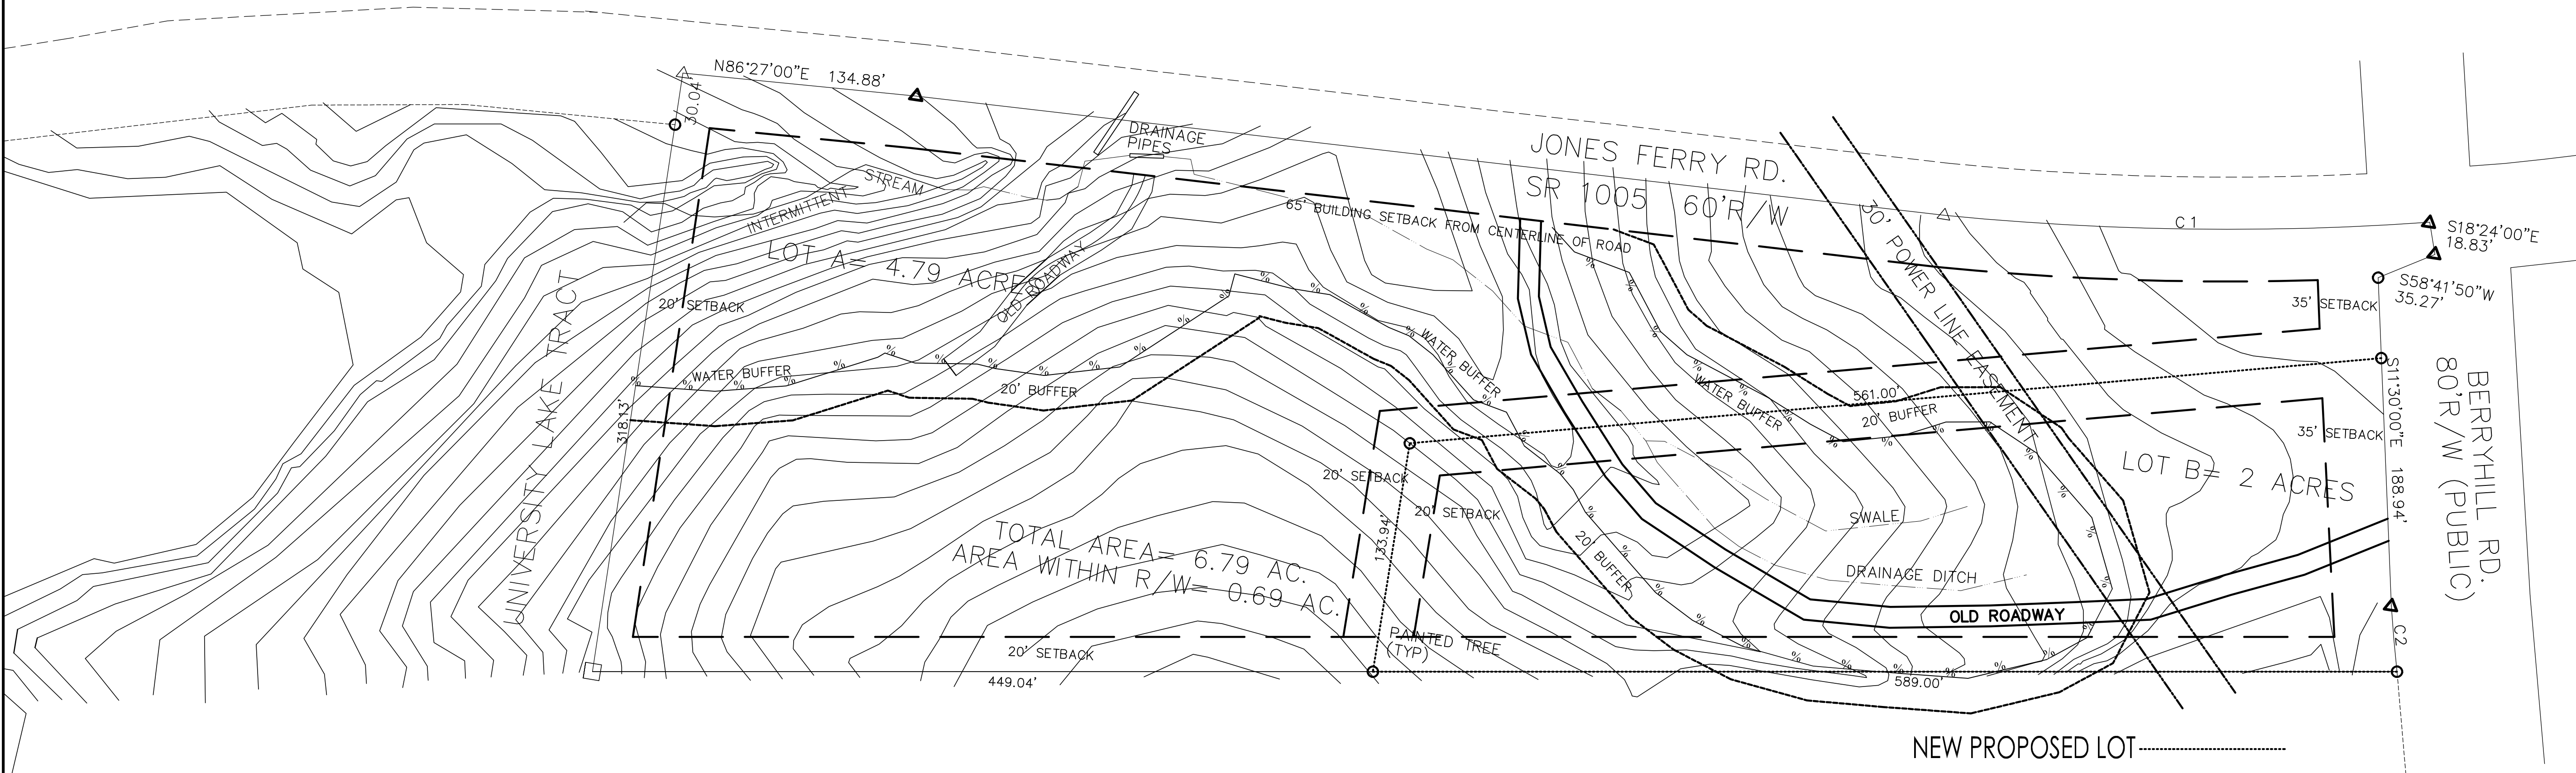 N86°27'00"E 134.88'
30.04'
DRAINAGE
PIPES
JONES FERRY RD.
SR 1005 60'R/W
C1
S18°24'00"E
18.83'
S58°41'50"W
35.27'
STREAM
INTERMITTENT
65' BUILDING SETBACK FROM CENTERLINE OF ROAD
30' POWER LINE EASEMENT
LOT A= 4.79 ACRES
OLD ROADWAY
20' SETBACK
35' SETBACK
UNIVERSITY LAKE TRACT
318.13'
WATER BUFFER
20' BUFFER
WATER BUFFER
WATER BUFFER
561.00'
20' BUFFER
35' SETBACK
S11°30'00"E 188.94'
BERRYHILL RD.
80'R/W (PUBLIC)
LOT B= 2 ACRES
20' SETBACK
20' SETBACK
133.94'
SWALE
20' BUFFER
DRAINAGE DITCH
TOTAL AREA= 6.79 AC.
AREA WITHIN R/W= 0.69 AC.
OLD ROADWAY
PAINTED TREE
(TYP)
C2
20' SETBACK
449.04'
589.00'
NEW PROPOSED LOT